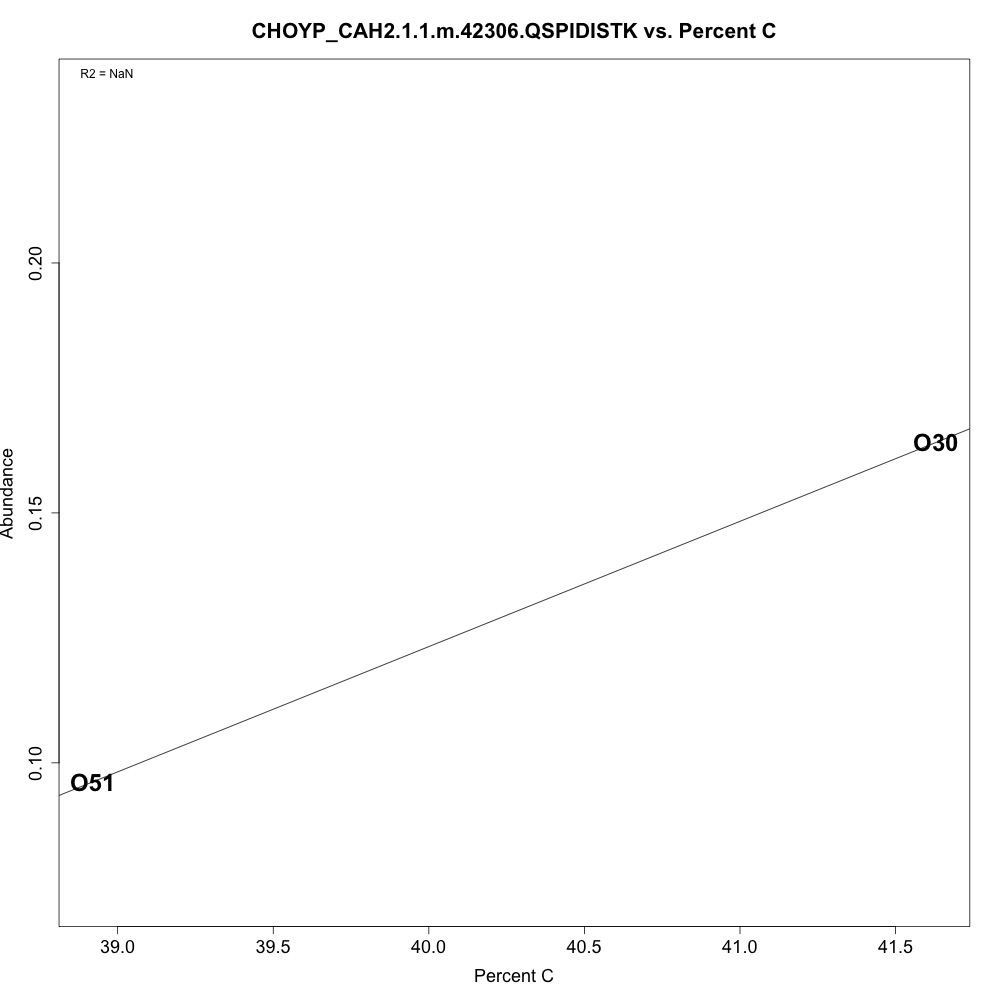 CHOYP_CAH2.1.1.m.42306.QSPIDISTK vs. Percent C
R2 = NaN
0.20
0.15
0.10
Abundance
O30
O51
39.0 39.5 40.0 40.5 41.0 41.5
Percent C